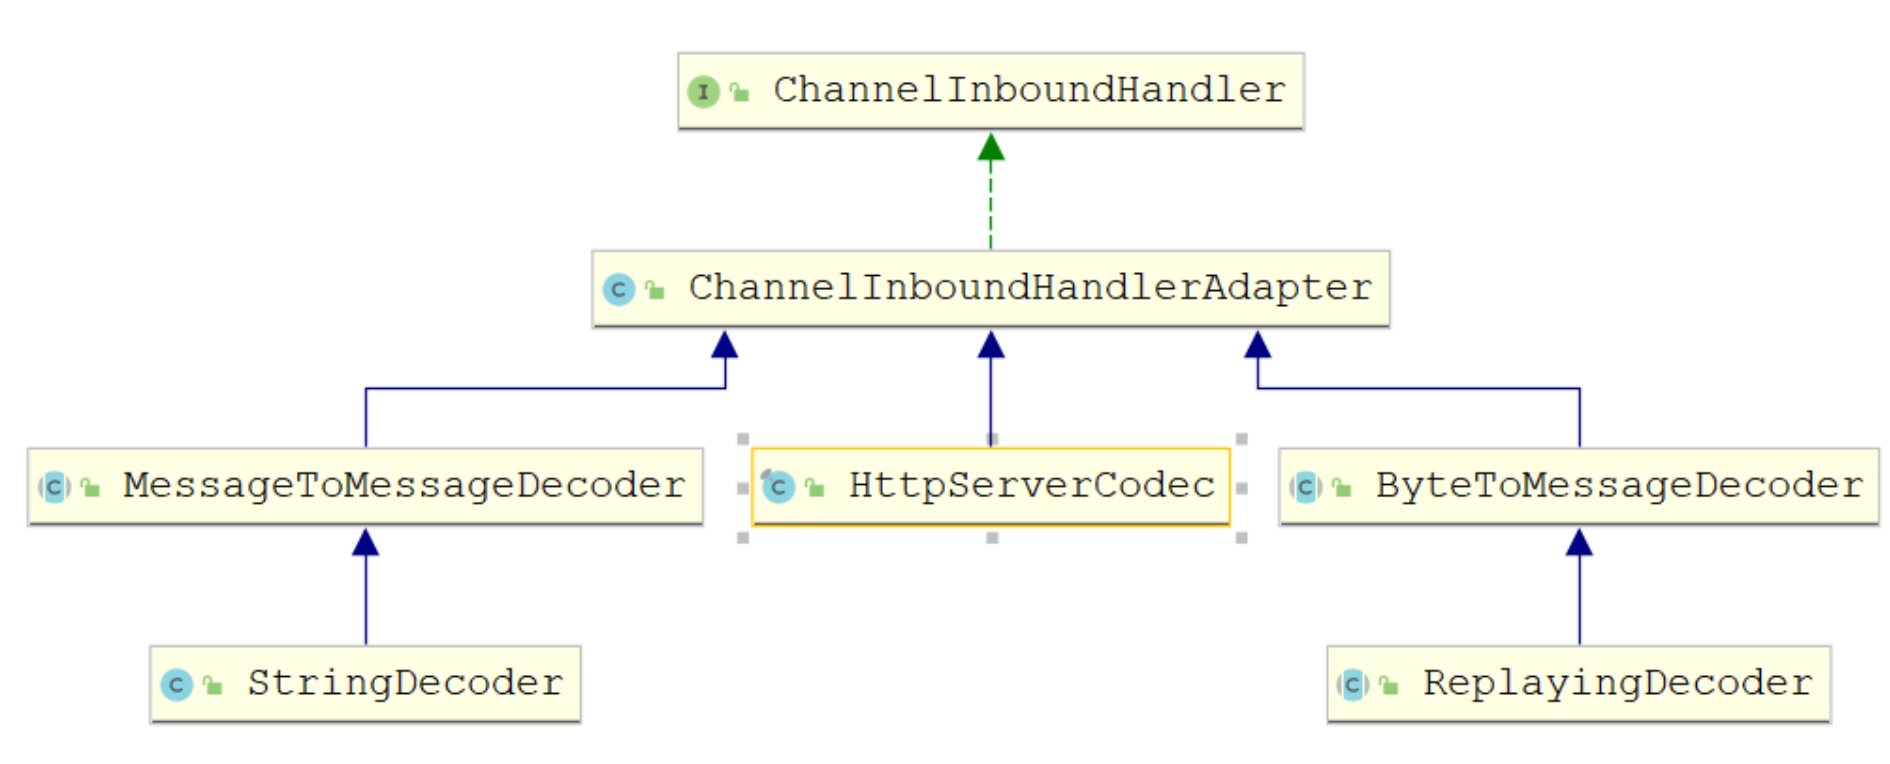 I ChannelInboundHandler
C ChannelInboundHandlerAdapter
C MessageToMessageDecoder
C HttpServerCodec
C ByteToMessageDecoder
C StringDecoder
C ReplayingDecoder